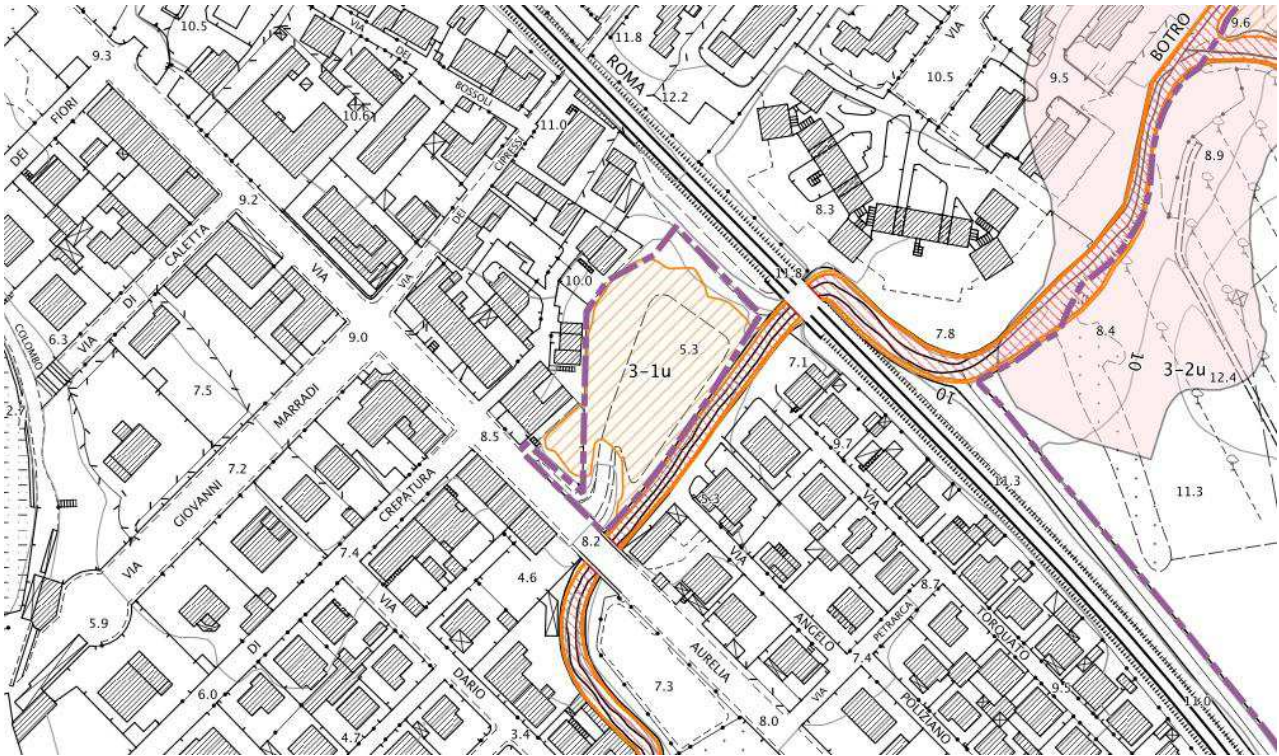 10.5
VIA
DEI
BOSSOLI
11.8
VIA
BOTRO
9.6
9.3
ROMA
12.2
10.5
9.5
DEI
FIORI
10.6
11.0
CIPRESSI
8.9
9.2
DEI
8.3
CALETTA
VIA
VIA
10.0
11.8
DI
6.3
VIA
COLOMBO
9.0
5.3
7.8
8.4
10
3-1u
7.1
3-2u
12.4
2.7
7.5
MARRADI
10
8.5
9.7
7.2
GIOVANNI
CREPATURA
11.3
11.3
5.3
VIA
VIA
7.4
8.2
VIA
4.6
8.7
5.9
VIA
ANGELO
PETRARCA
TORQUATO
DI
AURELIA
7.4
DARIO
7.3
VIA
POLIZIANO
9.5
6.0
11.0
4.7
3.4
8.0